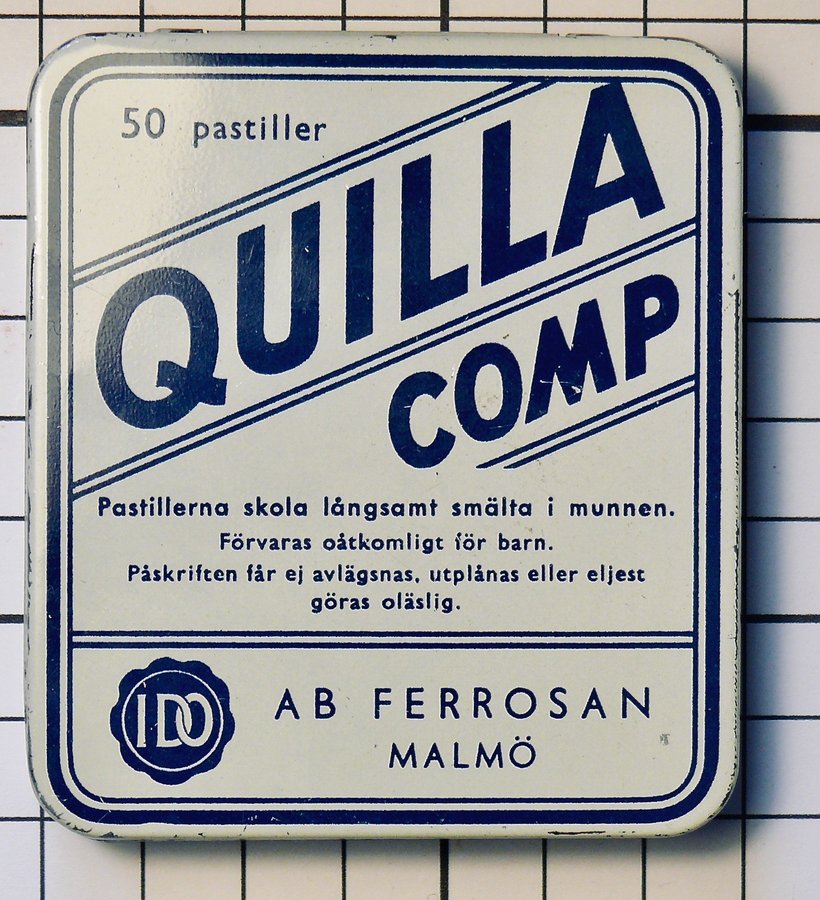 50 pastiller
QUILLA
COMP
Pastillerna skola långsamt smälta i munnen.
Förvaras oåtkomligt för barn.
Påskriften får ej avlägsnas, utplånas eller eljest
göras oläslig.
IDO
AB FERROSAN
MALMÖ